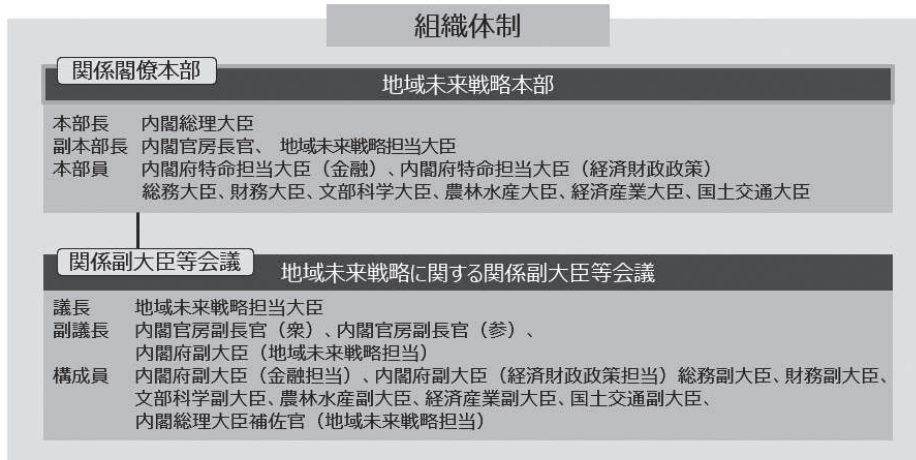 組織体制
関係閣僚本部
地域未来戦略本部
本部長 内閣総理大臣
副本部長 内閣官房長官、 地域未来戦略担当大臣
本部員 内閣府特命担当大臣（金融）、内閣府特命担当大臣（経済財政政策）
総務大臣、財務大臣、文部科学大臣、農林水産大臣、経済産業大臣、国土交通大臣
関係副大臣等会議
地域未来戦略に関する関係副大臣等会議
議長 地域未来戦略担当大臣
副議長 内閣官房副長官（衆）、内閣官房副長官（参）、
内閣府副大臣（地域未来戦略担当）
構成員 内閣府副大臣（金融担当）、内閣府副大臣（経済財政政策担当）総務副大臣、財務副大臣、
文部科学副大臣、農林水産副大臣、経済産業副大臣、国土交通副大臣、
内閣総理大臣補佐官（地域未来戦略担当）